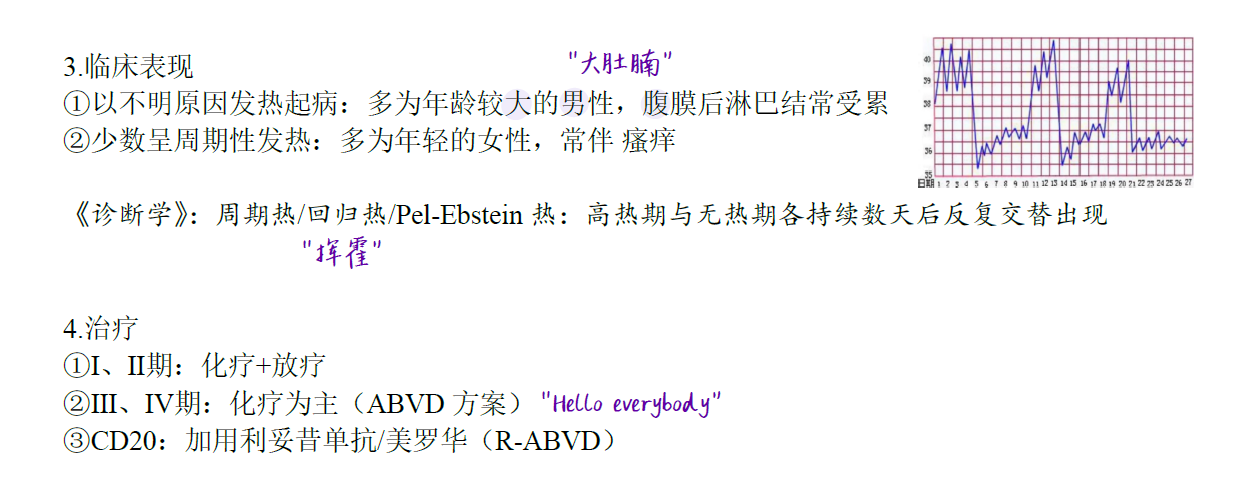 3.临床表现
"大肚腩"
①以不明原因发热起病：多为年龄较大的男性，腹膜后淋巴结常受累
②少数呈周期性发热：多为年轻的女性，常伴 瘙痒
40
39
38
37
36
35
日期 1 2 3 4 5 6 7 8 9 10 11 12 13 14 15 16 17 18 19 20 21 22 23 24 25 26 27
《诊断学》：周期热/回归热/Pel-Ebstein 热：高热期与无热期各持续数天后反复交替出现
"挥霍"
4.治疗
①I、II期：化疗+放疗
②III、IV期：化疗为主（ABVD 方案）"Hello everybody"
③CD20：加用利妥昔单抗/美罗华（R-ABVD）